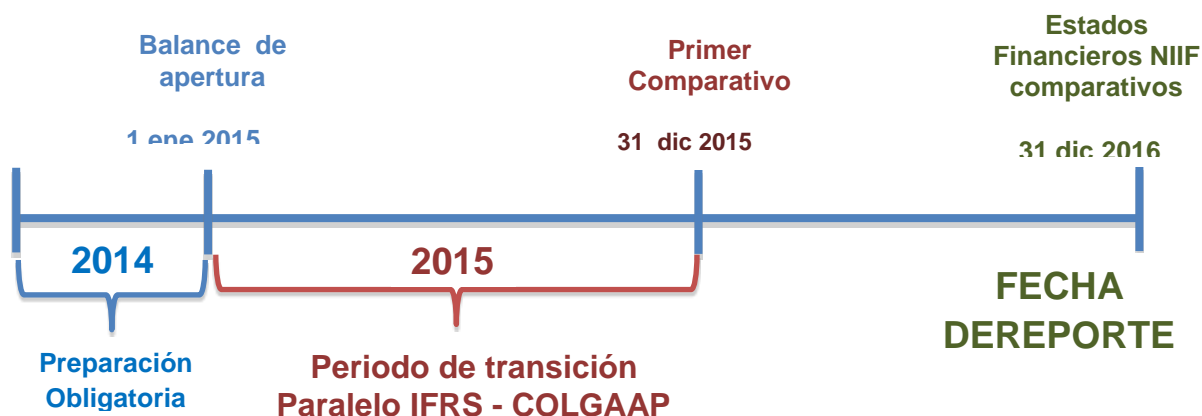 Balance de
apertura
1 ene 2015
Primer
Comparativo
31 dic 2015
Estados
Financieros NIIF
comparativos
31 dic 2016
2014
2015
Preparación
Obligatoria
Periodo de transición
Paralelo IFRS - COLGAAP
FECHA
DEREPORTE